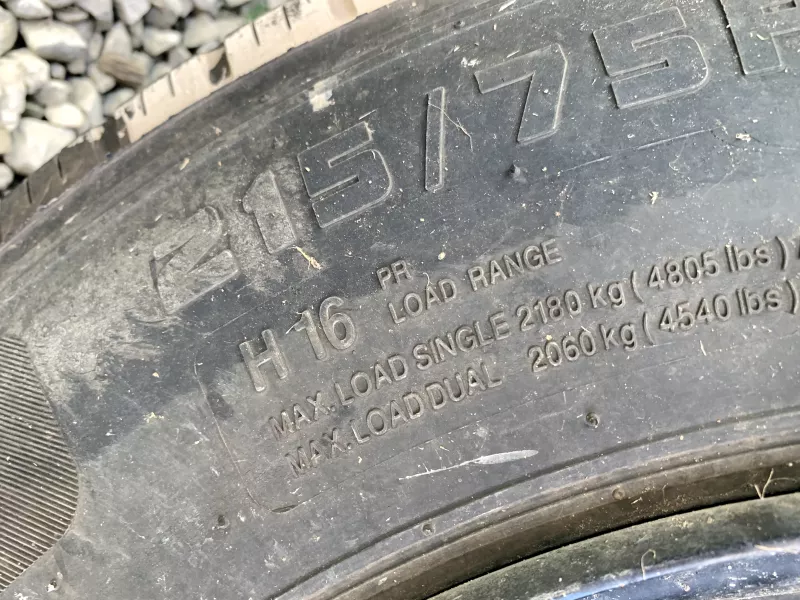 215/75R
H 16 PR LOAD RANGE
MAX. LOAD SINGLE 2180 kg (4805 lbs)
MAX. LOAD DUAL 2060 kg (4540 lbs)